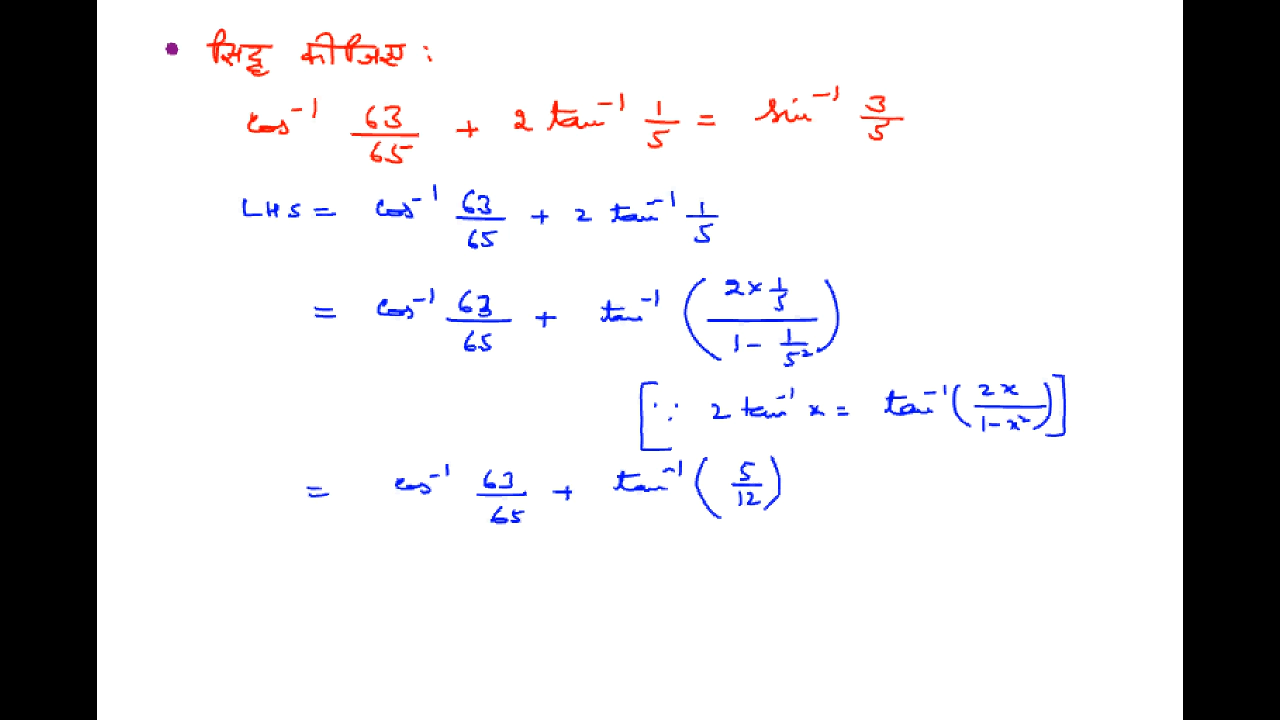 • सिद्ध कीजिए :
cos⁻¹ 63/65 + 2 tan⁻¹ 1/5 = sin⁻¹ 3/5
LHS = cos⁻¹ 63/65 + 2 tan⁻¹ 1/5
= cos⁻¹ 63/65 + tan⁻¹ ( (2 × 1/5) / (1 - 1/5²) )
[∵ 2 tan⁻¹ x = tan⁻¹ (2x / (1 - x²))]
= cos⁻¹ 63/65 + tan⁻¹ (5/12)